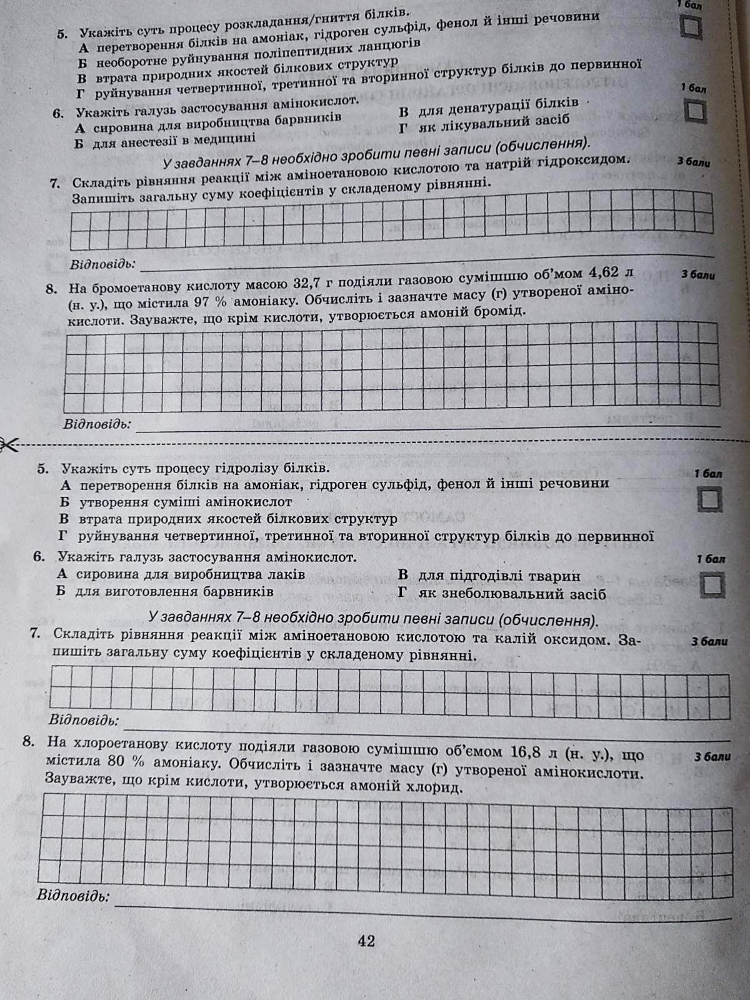 5. Укажіть суть процесу розкладання/гниття білків.
1 бал
А перетворення білків на амоніак, гідроген сульфід, фенол й інші речовини
Б необоротне руйнування поліпептидних ланцюгів
В втрата природних якостей білкових структур
Г руйнування четвертинної, третинної та вторинної структур білків до первинної
6. Укажіть галузь застосування амінокислот.
1 бал
А сировина для виробництва барвників
В для денатурації білків
Б для анестезії в медицині
Г як лікувальний засіб
У завданнях 7–8 необхідно зробити певні записи (обчислення).
7. Складіть рівняння реакції між аміноетановою кислотою та натрій гідроксидом.
3 бали
Запишіть загальну суму коефіцієнтів у складеному рівнянні.
Відповідь:
8. На бромоетанову кислоту масою 32,7 г подіяли газовою сумішшю об’мом 4,62 л
3 бали
(н. у.), що містила 97 % амоніаку. Обчисліть і зазначте масу (г) утвореної аміно-
кислоти. Зауважте, що крім кислоти, утворюється амоній бромід.
Відповідь:
5. Укажіть суть процесу гідролізу білків.
1 бал
А перетворення білків на амоніак, гідроген сульфід, фенол й інші речовини
Б утворення суміші амінокислот
В втрата природних якостей білкових структур
Г руйнування четвертинної, третинної та вторинної структур білків до первинної
6. Укажіть галузь застосування амінокислот.
1 бал
А сировина для виробництва лаків
В для підгодівлі тварин
Б для виготовлення барвників
Г як знеболювальний засіб
У завданнях 7–8 необхідно зробити певні записи (обчислення).
7. Складіть рівняння реакції між аміноетановою кислотою та калій оксидом. За-
3 бали
пишіть загальну суму коефіцієнтів у складеному рівнянні.
Відповідь:
8. На хлороетанову кислоту подіяли газовою сумішшю об’ємом 16,8 л (н. у.), що
3 бали
містила 80 % амоніаку. Обчисліть і зазначте масу (г) утвореної амінокислоти.
Зауважте, що крім кислоти, утворюється амоній хлорид.
Відповідь:
42